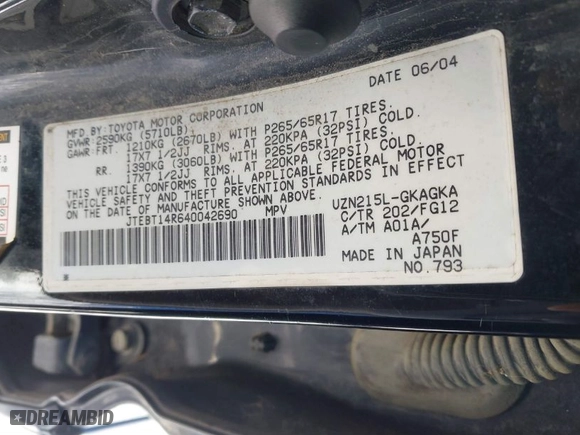 DATE 06/04
MFD.BY:TOYOTA MOTOR CORPORATION
GVWR:2590KG (5710LB)
GAWR:FRT. 1210KG (2670LB) WITH P265/65R17 TIRES,
17X7 1/2JJ RIMS, AT 220KPA (32PSI) COLD.
RR. 1390KG (3060LB) WITH P265/65R17 TIRES,
17X7 1/2JJ RIMS, AT 220KPA (32PSI) COLD.
THIS VEHICLE CONFORMS TO ALL APPLICABLE FEDERAL MOTOR
VEHICLE SAFETY AND THEFT PREVENTION STANDARDS IN EFFECT
ON THE DATE OF MANUFACTURE SHOWN ABOVE.
JTEBT14R640042690 MPV
UZN215L-GKAGKA
C/TR 202/FG12
A/TM A01A/
A750F
MADE IN JAPAN
NO.793
DREAMBID